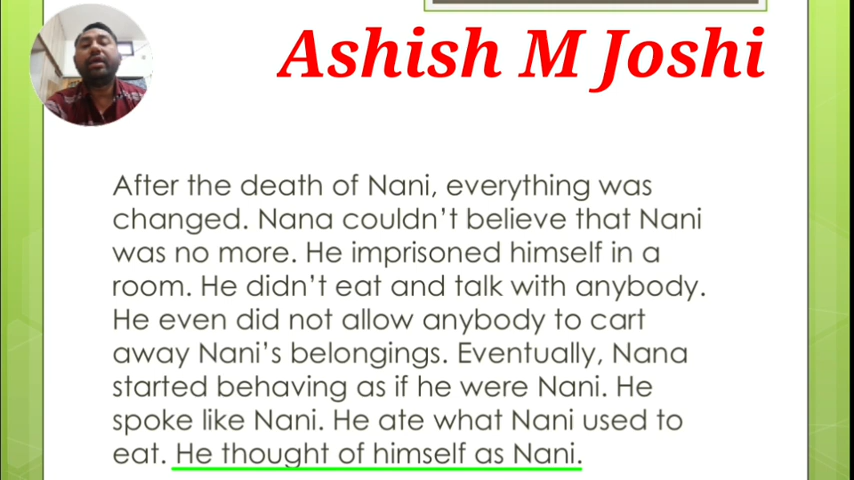 Ashish M Joshi
After the death of Nani, everything was
changed. Nana couldn't believe that Nani
was no more. He imprisoned himself in a
room. He didn't eat and talk with anybody.
He even did not allow anybody to cart
away Nani's belongings. Eventually, Nana
started behaving as if he were Nani. He
spoke like Nani. He ate what Nani used to
eat. He thought of himself as Nani.